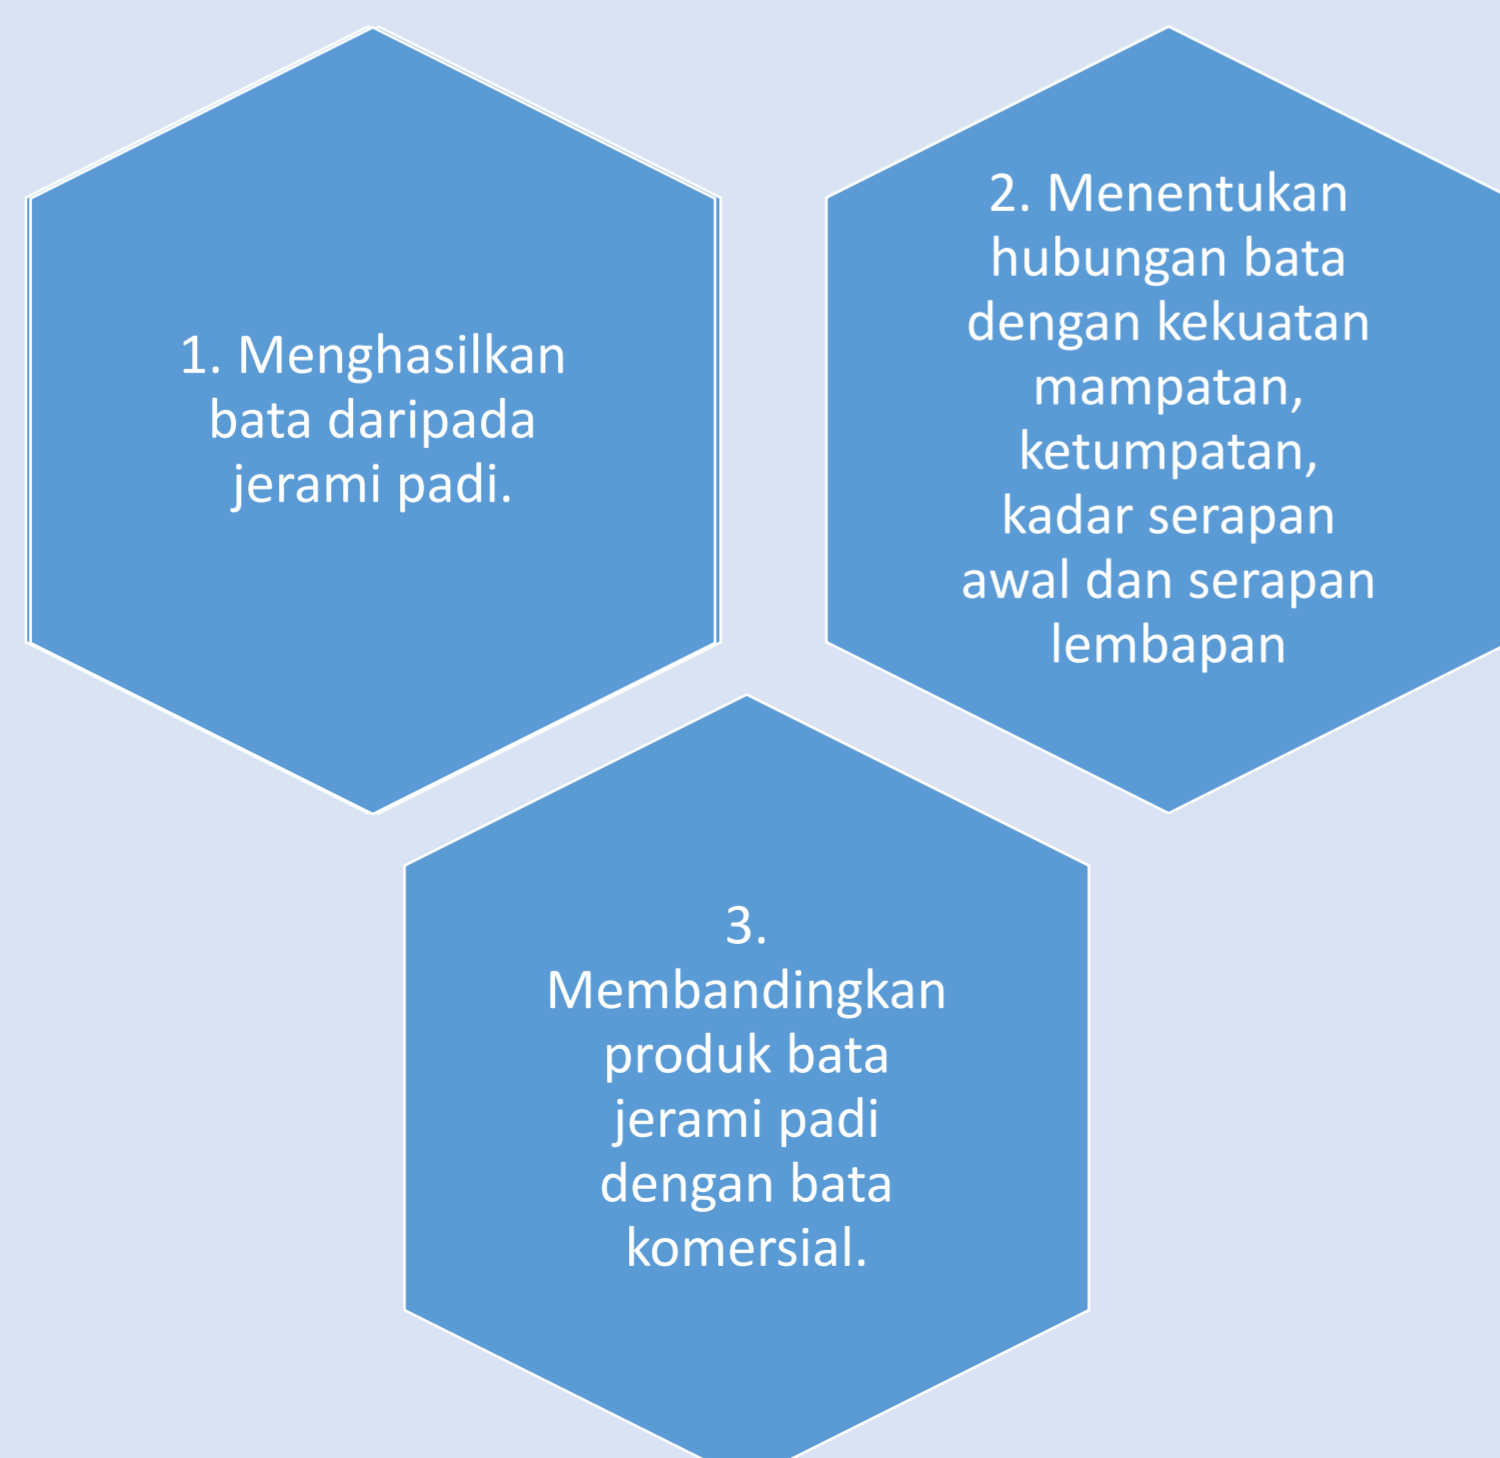 1. Menghasilkan
bata daripada
jerami padi.
2. Menentukan
hubungan bata
dengan kekuatan
mampatan,
ketumpatan,
kadar serapan
awal dan serapan
lembapan
3.
Membandingkan
produk bata
jerami padi
dengan bata
komersial.